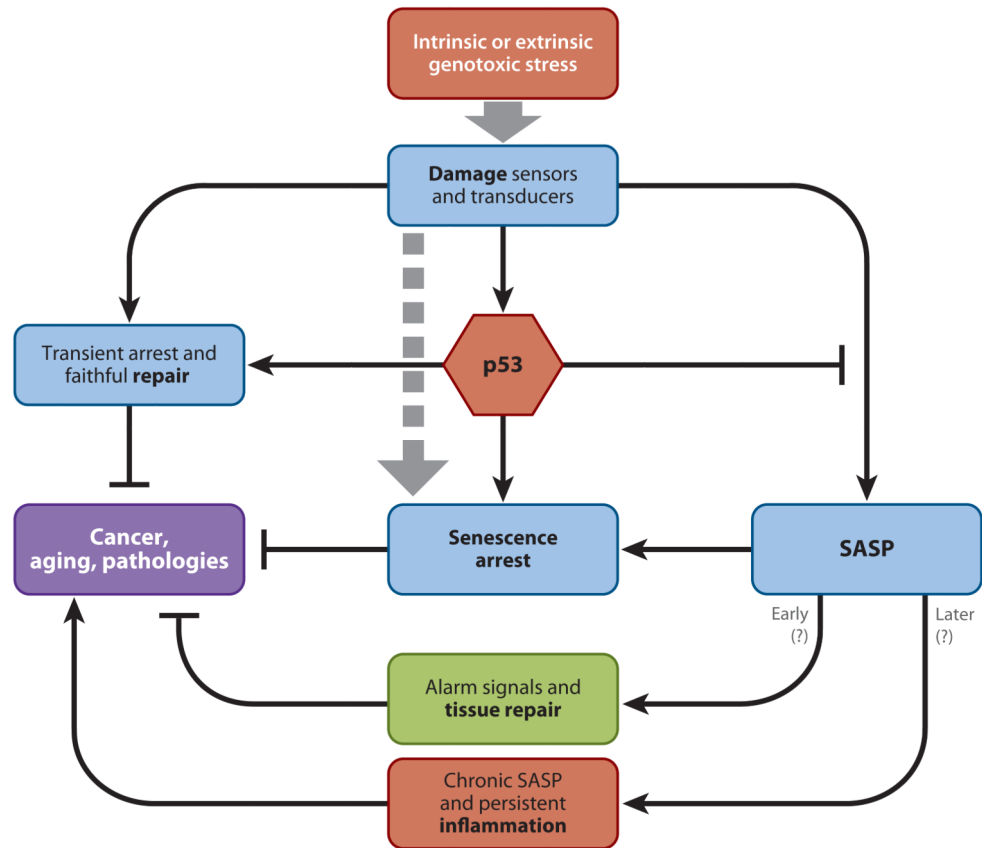 Intrinsic or extrinsic
genotoxic stress
Damage sensors
and transducers
Transient arrest and
faithful repair
p53
Cancer,
aging, pathologies
Senescence
arrest
SASP
Early
(?)
Later
(?)
Alarm signals and
tissue repair
Chronic SASP
and persistent
inflammation